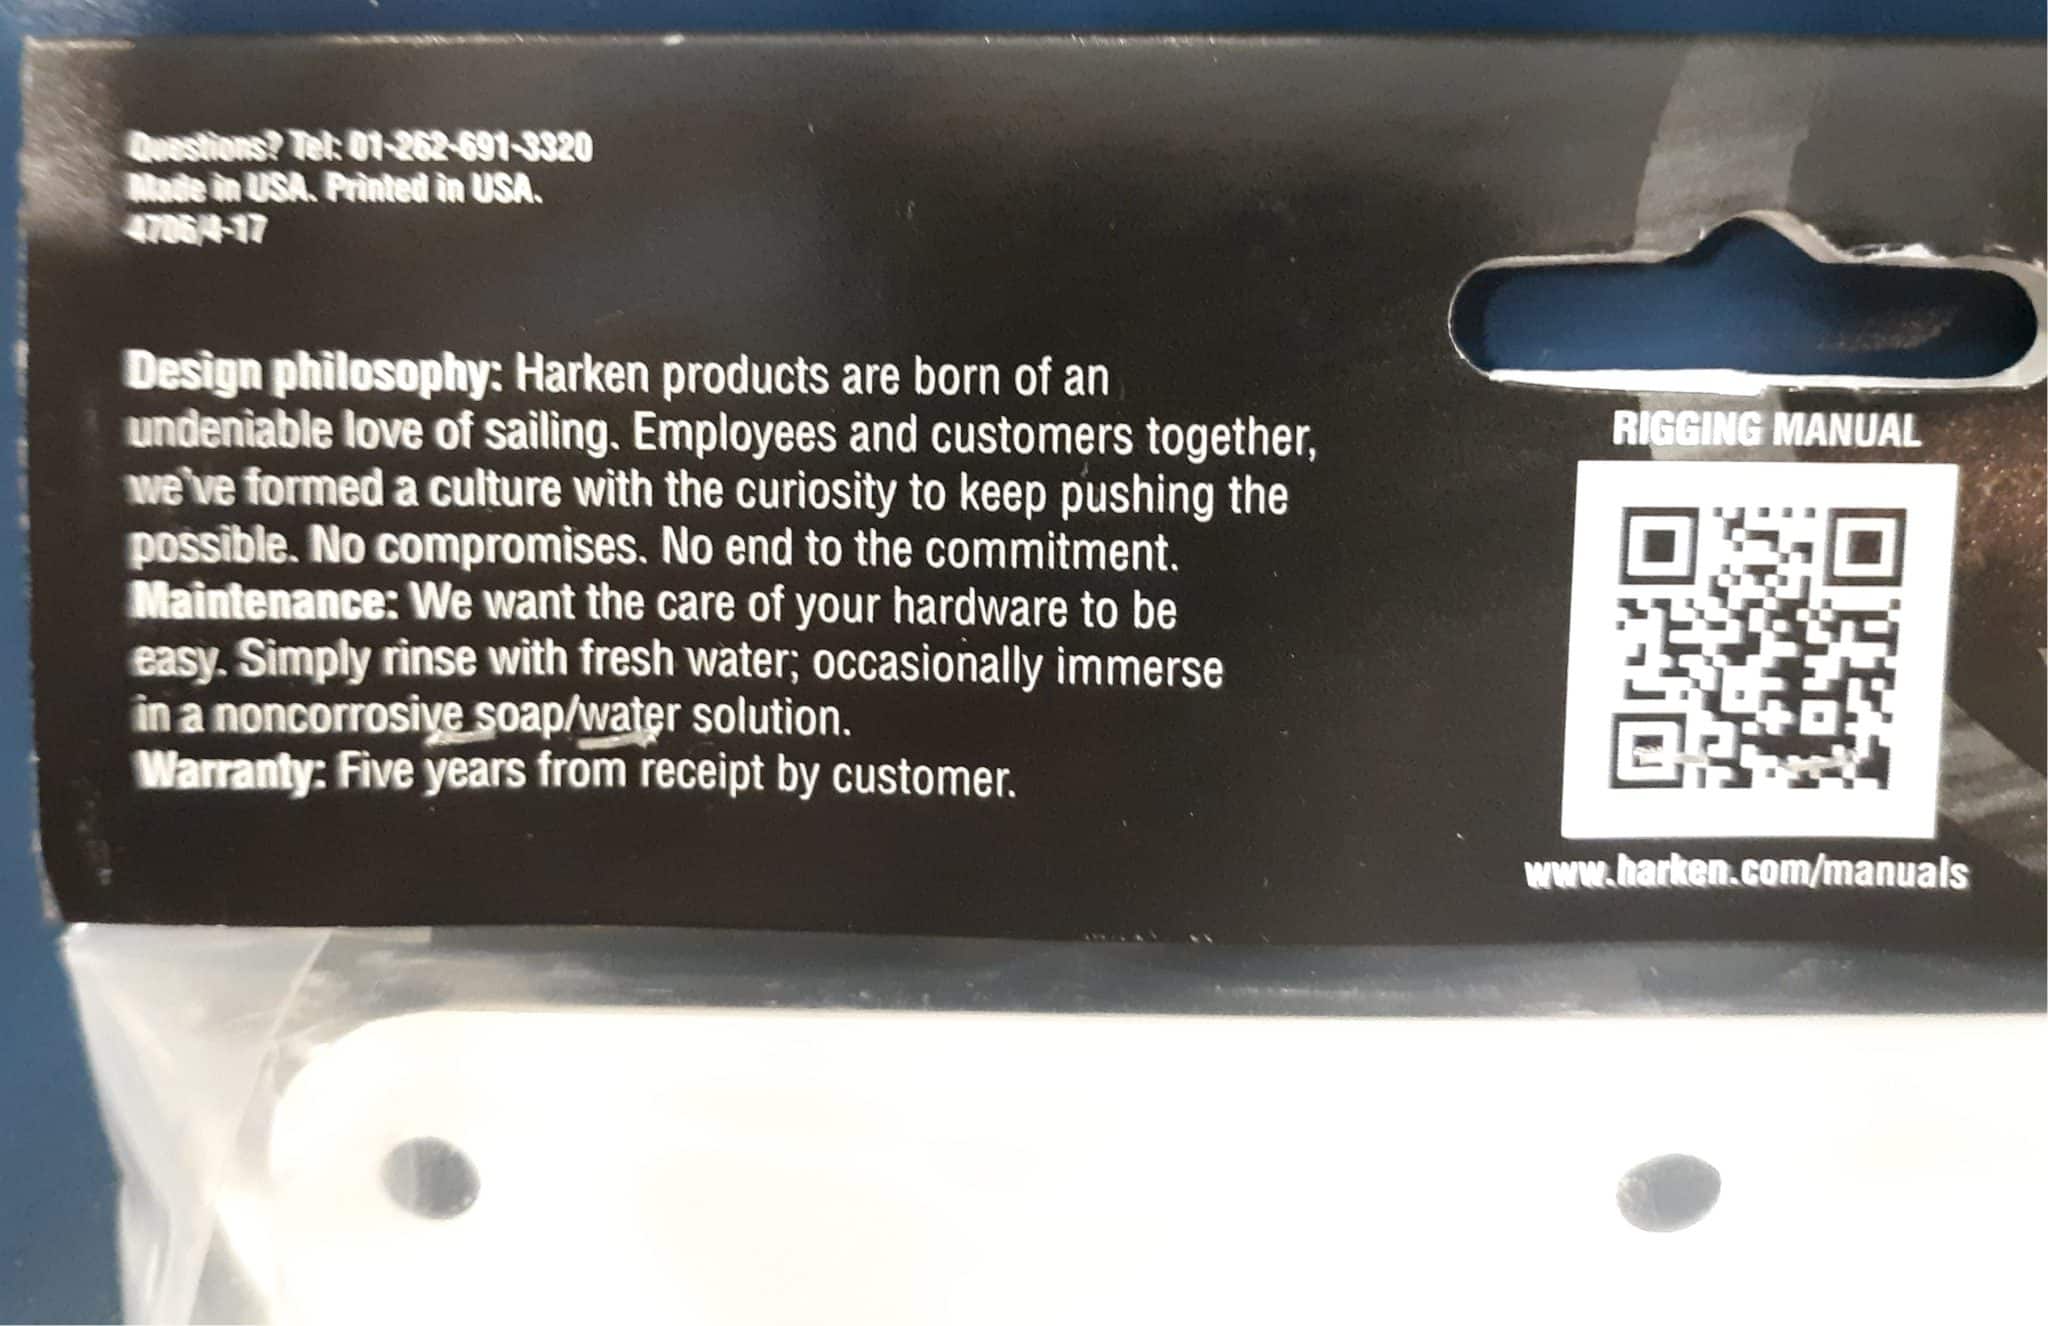 Questions? Tel: 01-262-691-3320
Made in USA. Printed in USA.
4706/4-17
Design philosophy: Harken products are born of an
undeniable love of sailing. Employees and customers together,
we've formed a culture with the curiosity to keep pushing the
possible. No compromises. No end to the commitment.
Maintenance: We want the care of your hardware to be
easy. Simply rinse with fresh water; occasionally immerse
in a noncorrosive soap/water solution.
Warranty: Five years from receipt by customer.
RIGGING MANUAL
www.harken.com/manuals